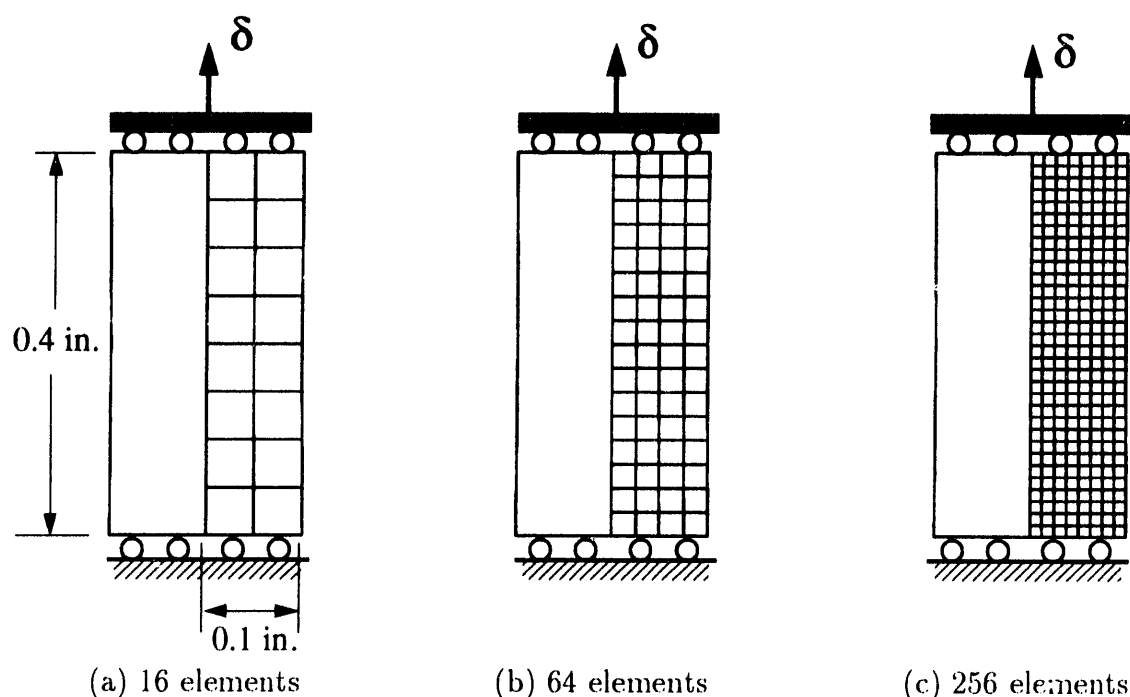 δ
δ
δ
0.4 in.
0.1 in.
(a) 16 elements
(b) 64 elements
(c) 256 elements